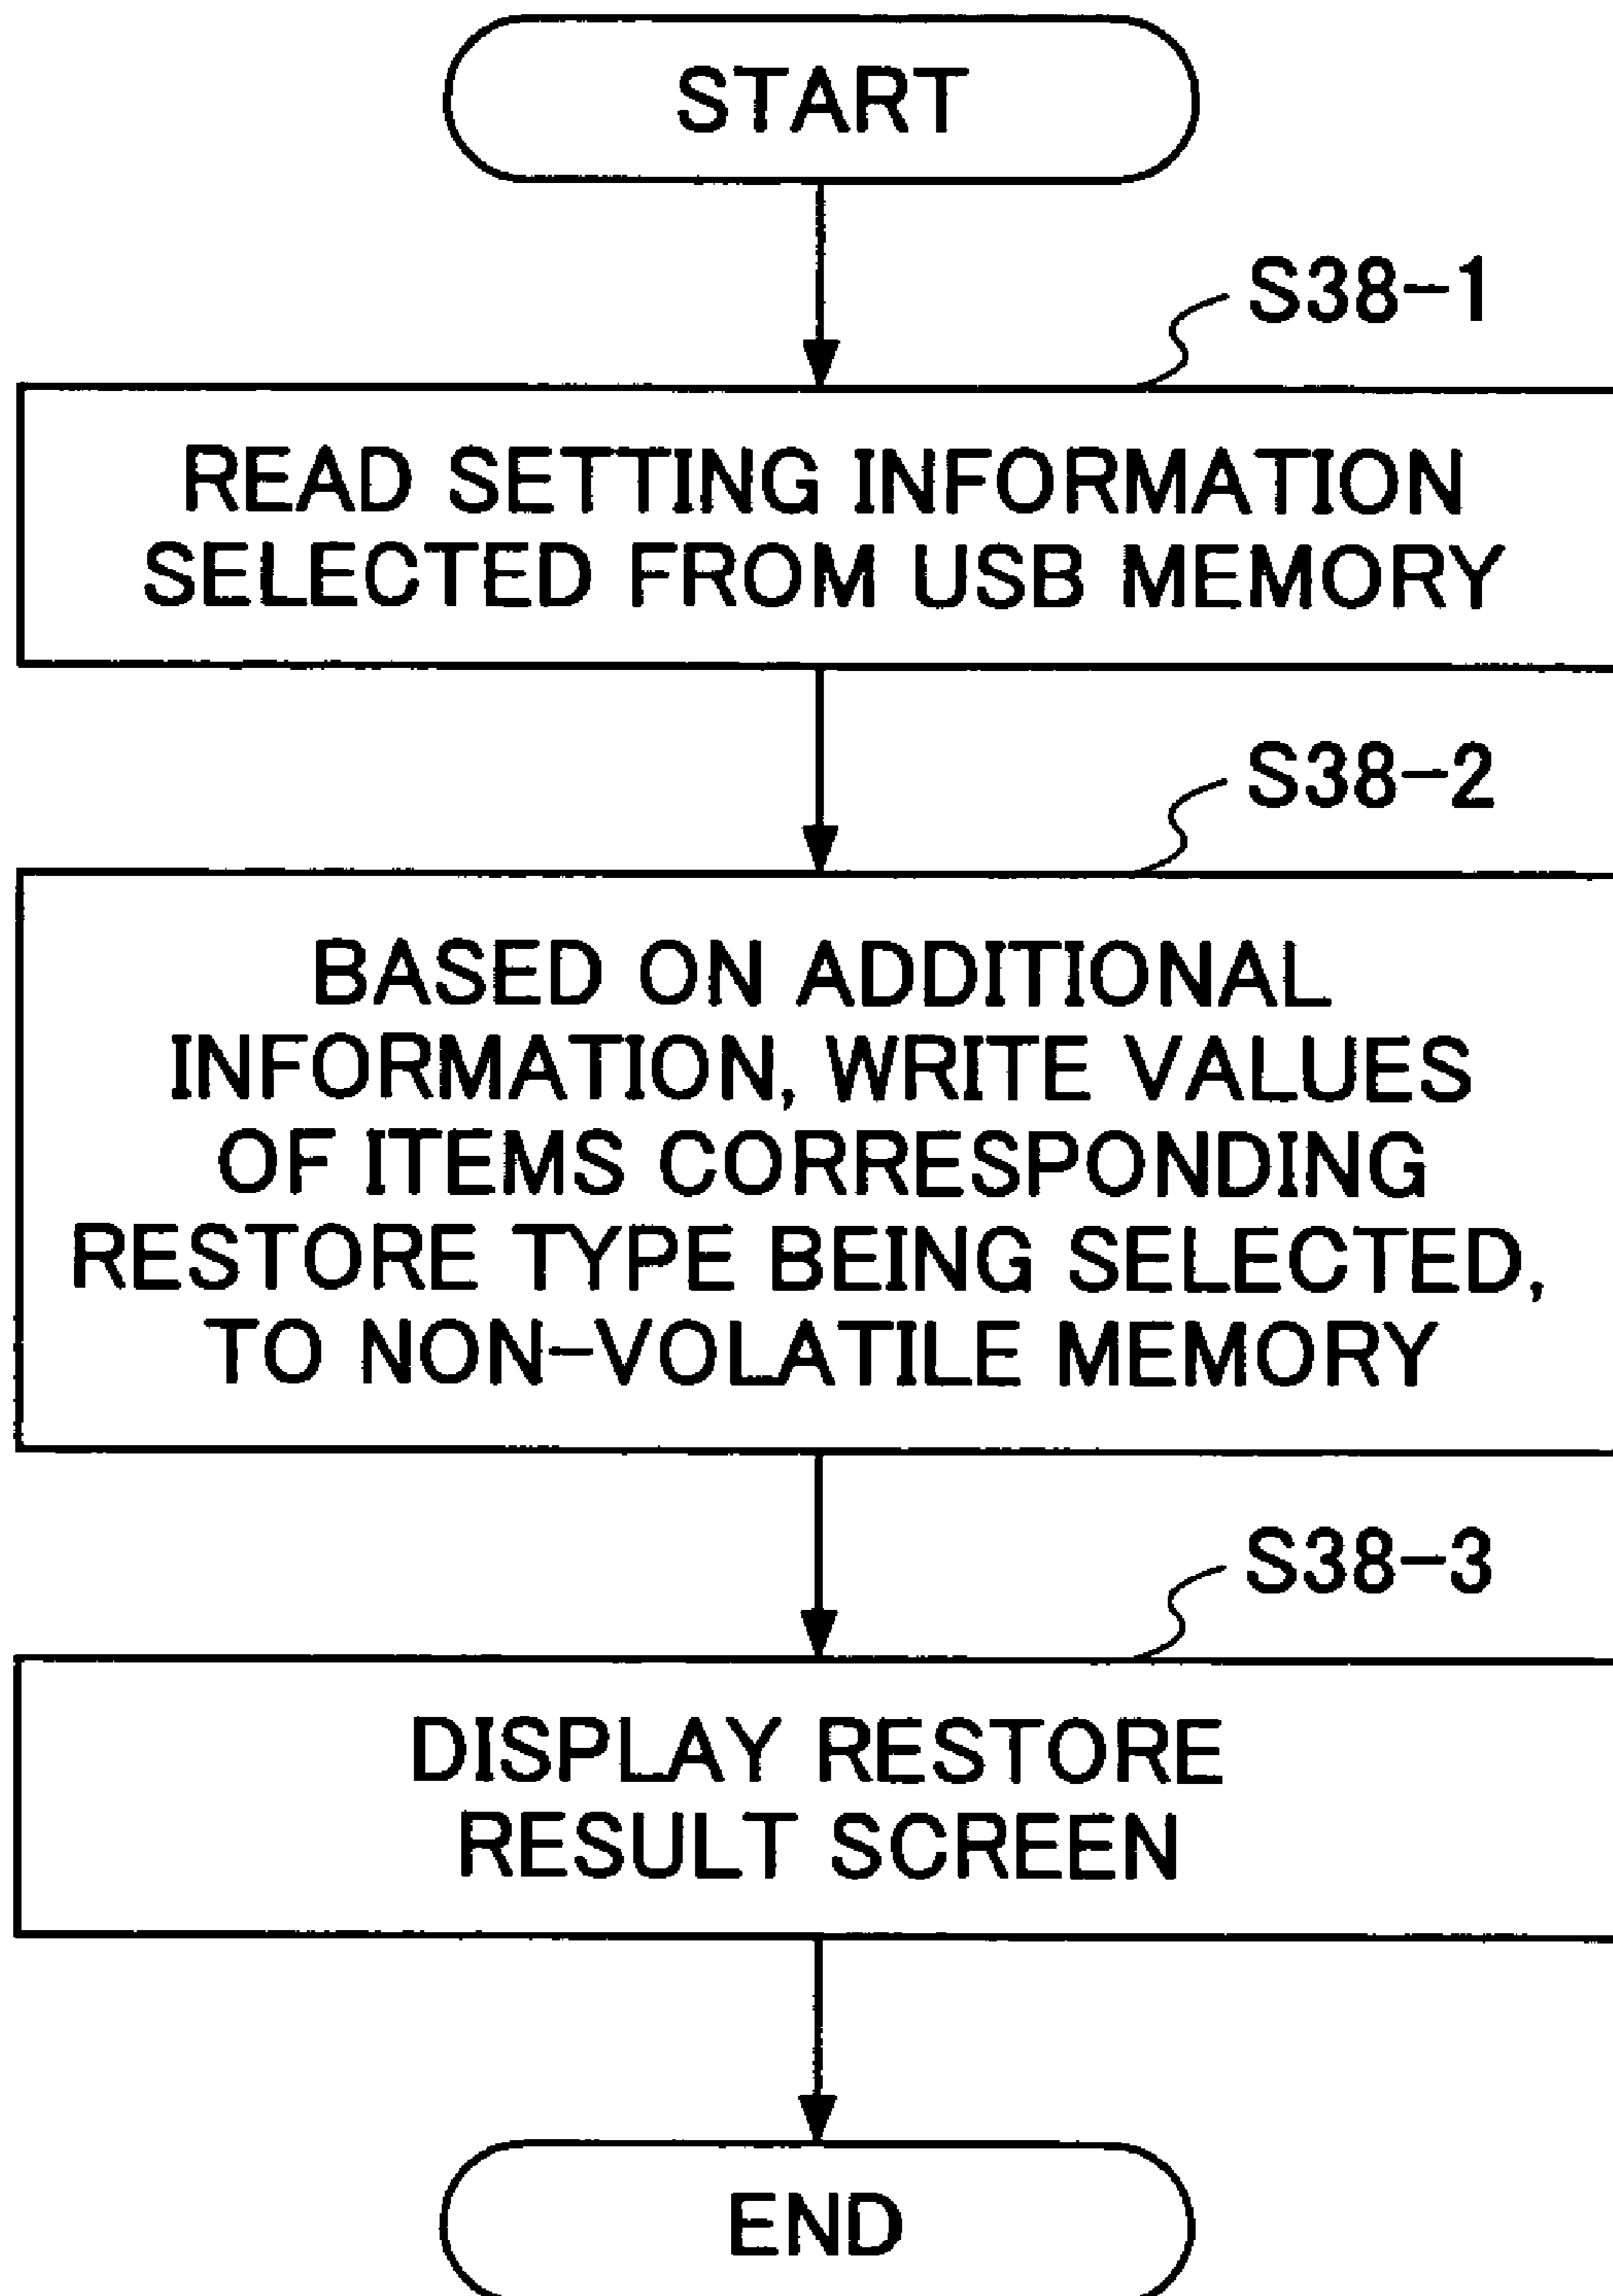 START
S38-1
READ SETTING INFORMATION
SELECTED FROM USB MEMORY
S38-2
BASED ON ADDITIONAL
INFORMATION, WRITE VALUES
OF ITEMS CORRESPONDING
RESTORE TYPE BEING SELECTED,
TO NON-VOLATILE MEMORY
S38-3
DISPLAY RESTORE
RESULT SCREEN
END